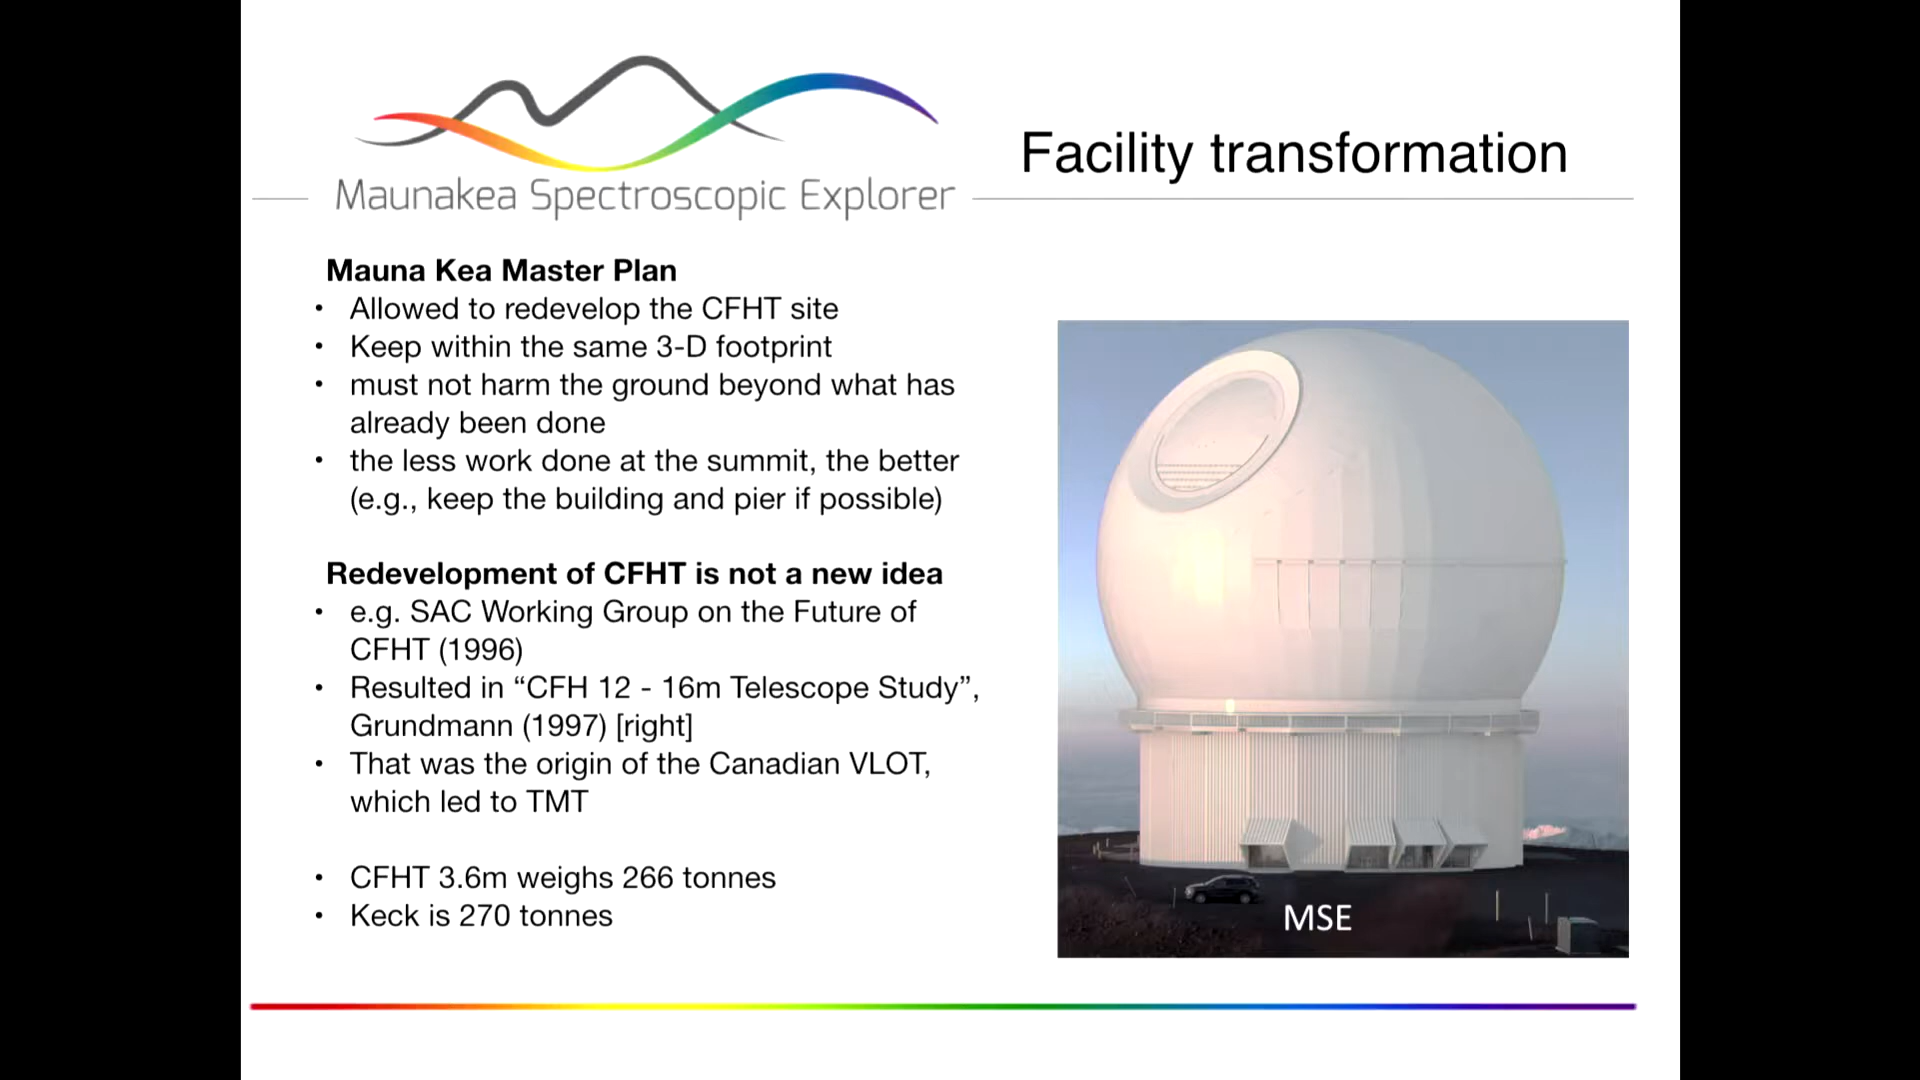 Maunakea Spectroscopic Explorer
Facility transformation
Mauna Kea Master Plan
• Allowed to redevelop the CFHT site
• Keep within the same 3-D footprint
• must not harm the ground beyond what has
already been done
• the less work done at the summit, the better
(e.g., keep the building and pier if possible)
Redevelopment of CFHT is not a new idea
• e.g. SAC Working Group on the Future of
CFHT (1996)
• Resulted in “CFH 12 - 16m Telescope Study”,
Grundmann (1997) [right]
• That was the origin of the Canadian VLOT,
which led to TMT
• CFHT 3.6m weighs 266 tonnes
• Keck is 270 tonnes
MSE